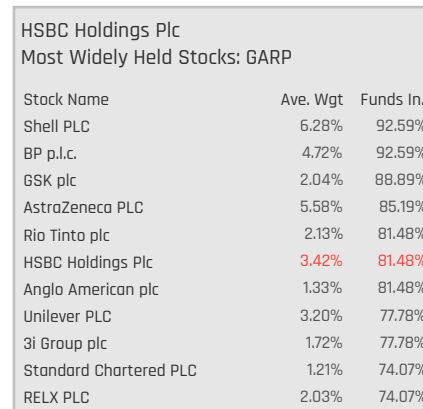 HSBC Holdings Plc
Most Widely Held Stocks: GARP
Stock Name Ave. Wgt Funds In.
Shell PLC 6.28% 92.59%
BP p.l.c. 4.72% 92.59%
GSK plc 2.04% 88.89%
AstraZeneca PLC 5.58% 85.19%
Rio Tinto plc 2.13% 81.48%
HSBC Holdings Plc 3.42% 81.48%
Anglo American plc 1.33% 81.48%
Unilever PLC 3.20% 77.78%
3i Group plc 1.72% 77.78%
Standard Chartered PLC 1.21% 74.07%
RELX PLC 2.03% 74.07%